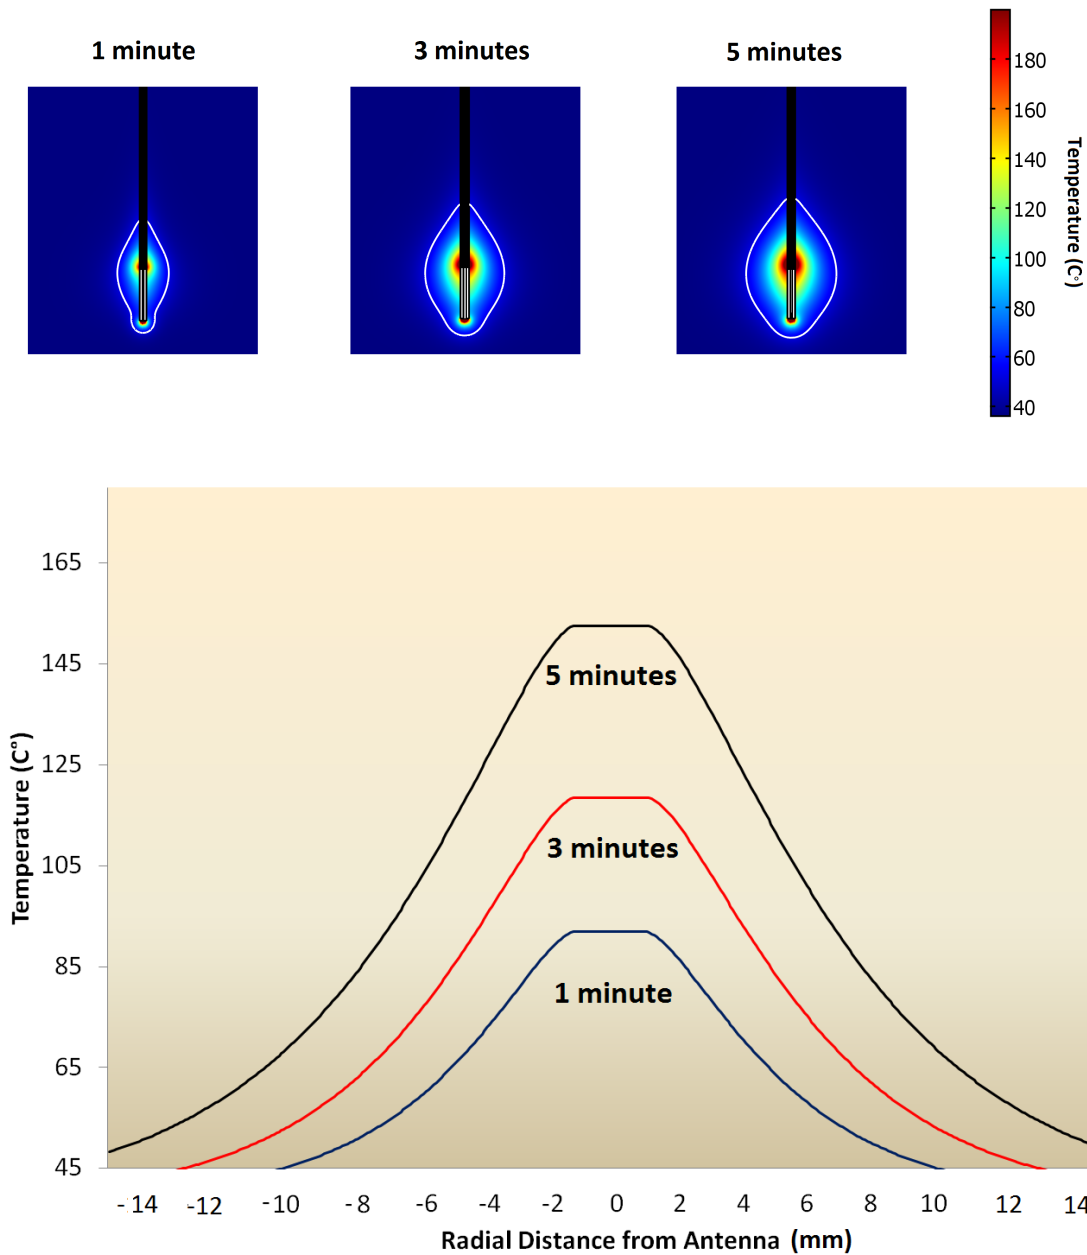 1 minute
3 minutes
5 minutes
180
160
140
120
100
80
60
40
Temperature (C°)
165
145
125
105
85
65
45
Temperature (C°)
5 minutes
3 minutes
1 minute
-14 -12 -10 -8 -6 -4 -2 0 2 4 6 8 10 12 14
Radial Distance from Antenna (mm)